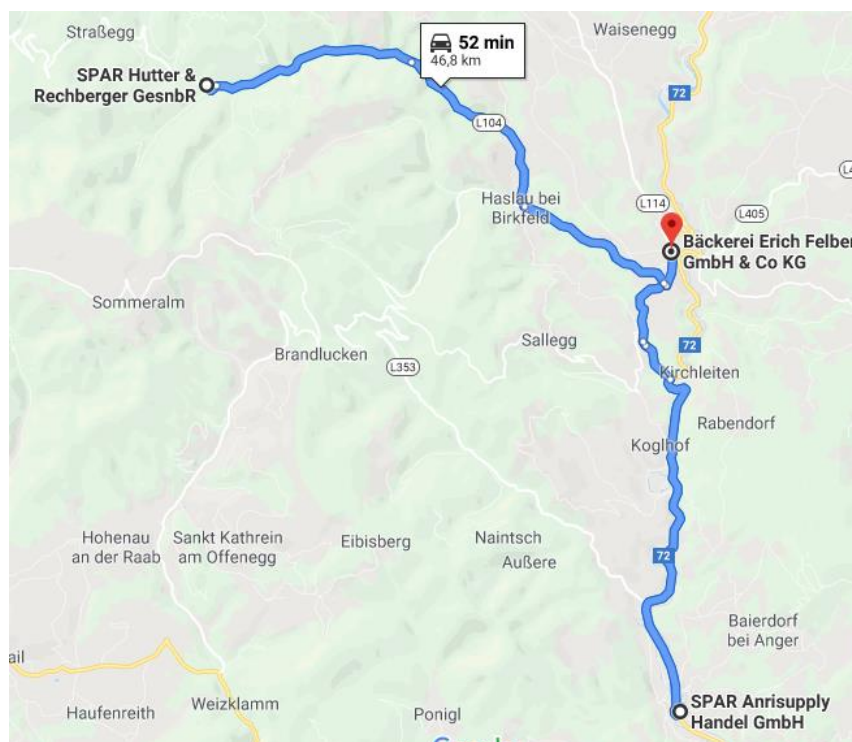 Straßegg
Waisenegg
52 min
46,8 km
72
SPAR Hutter &
Rechberger GesnbR
L104
Haslau bei
Birkfeld
L114
L405
Bäckerei Erich Felber
GmbH & Co KG
Sommeralm
Brandlucken
L353
Sallegg
72
Kirchleiten
Rabendorf
Koglhof
Hohenau
an der Raab
Sankt Kathrein
am Offenegg
Eibisberg
Naintsch
Außere
72
Baierdorf
bei Anger
ail
Weizklamm
Haufenreith
Ponigl
SPAR Anrisupply
Handel GmbH